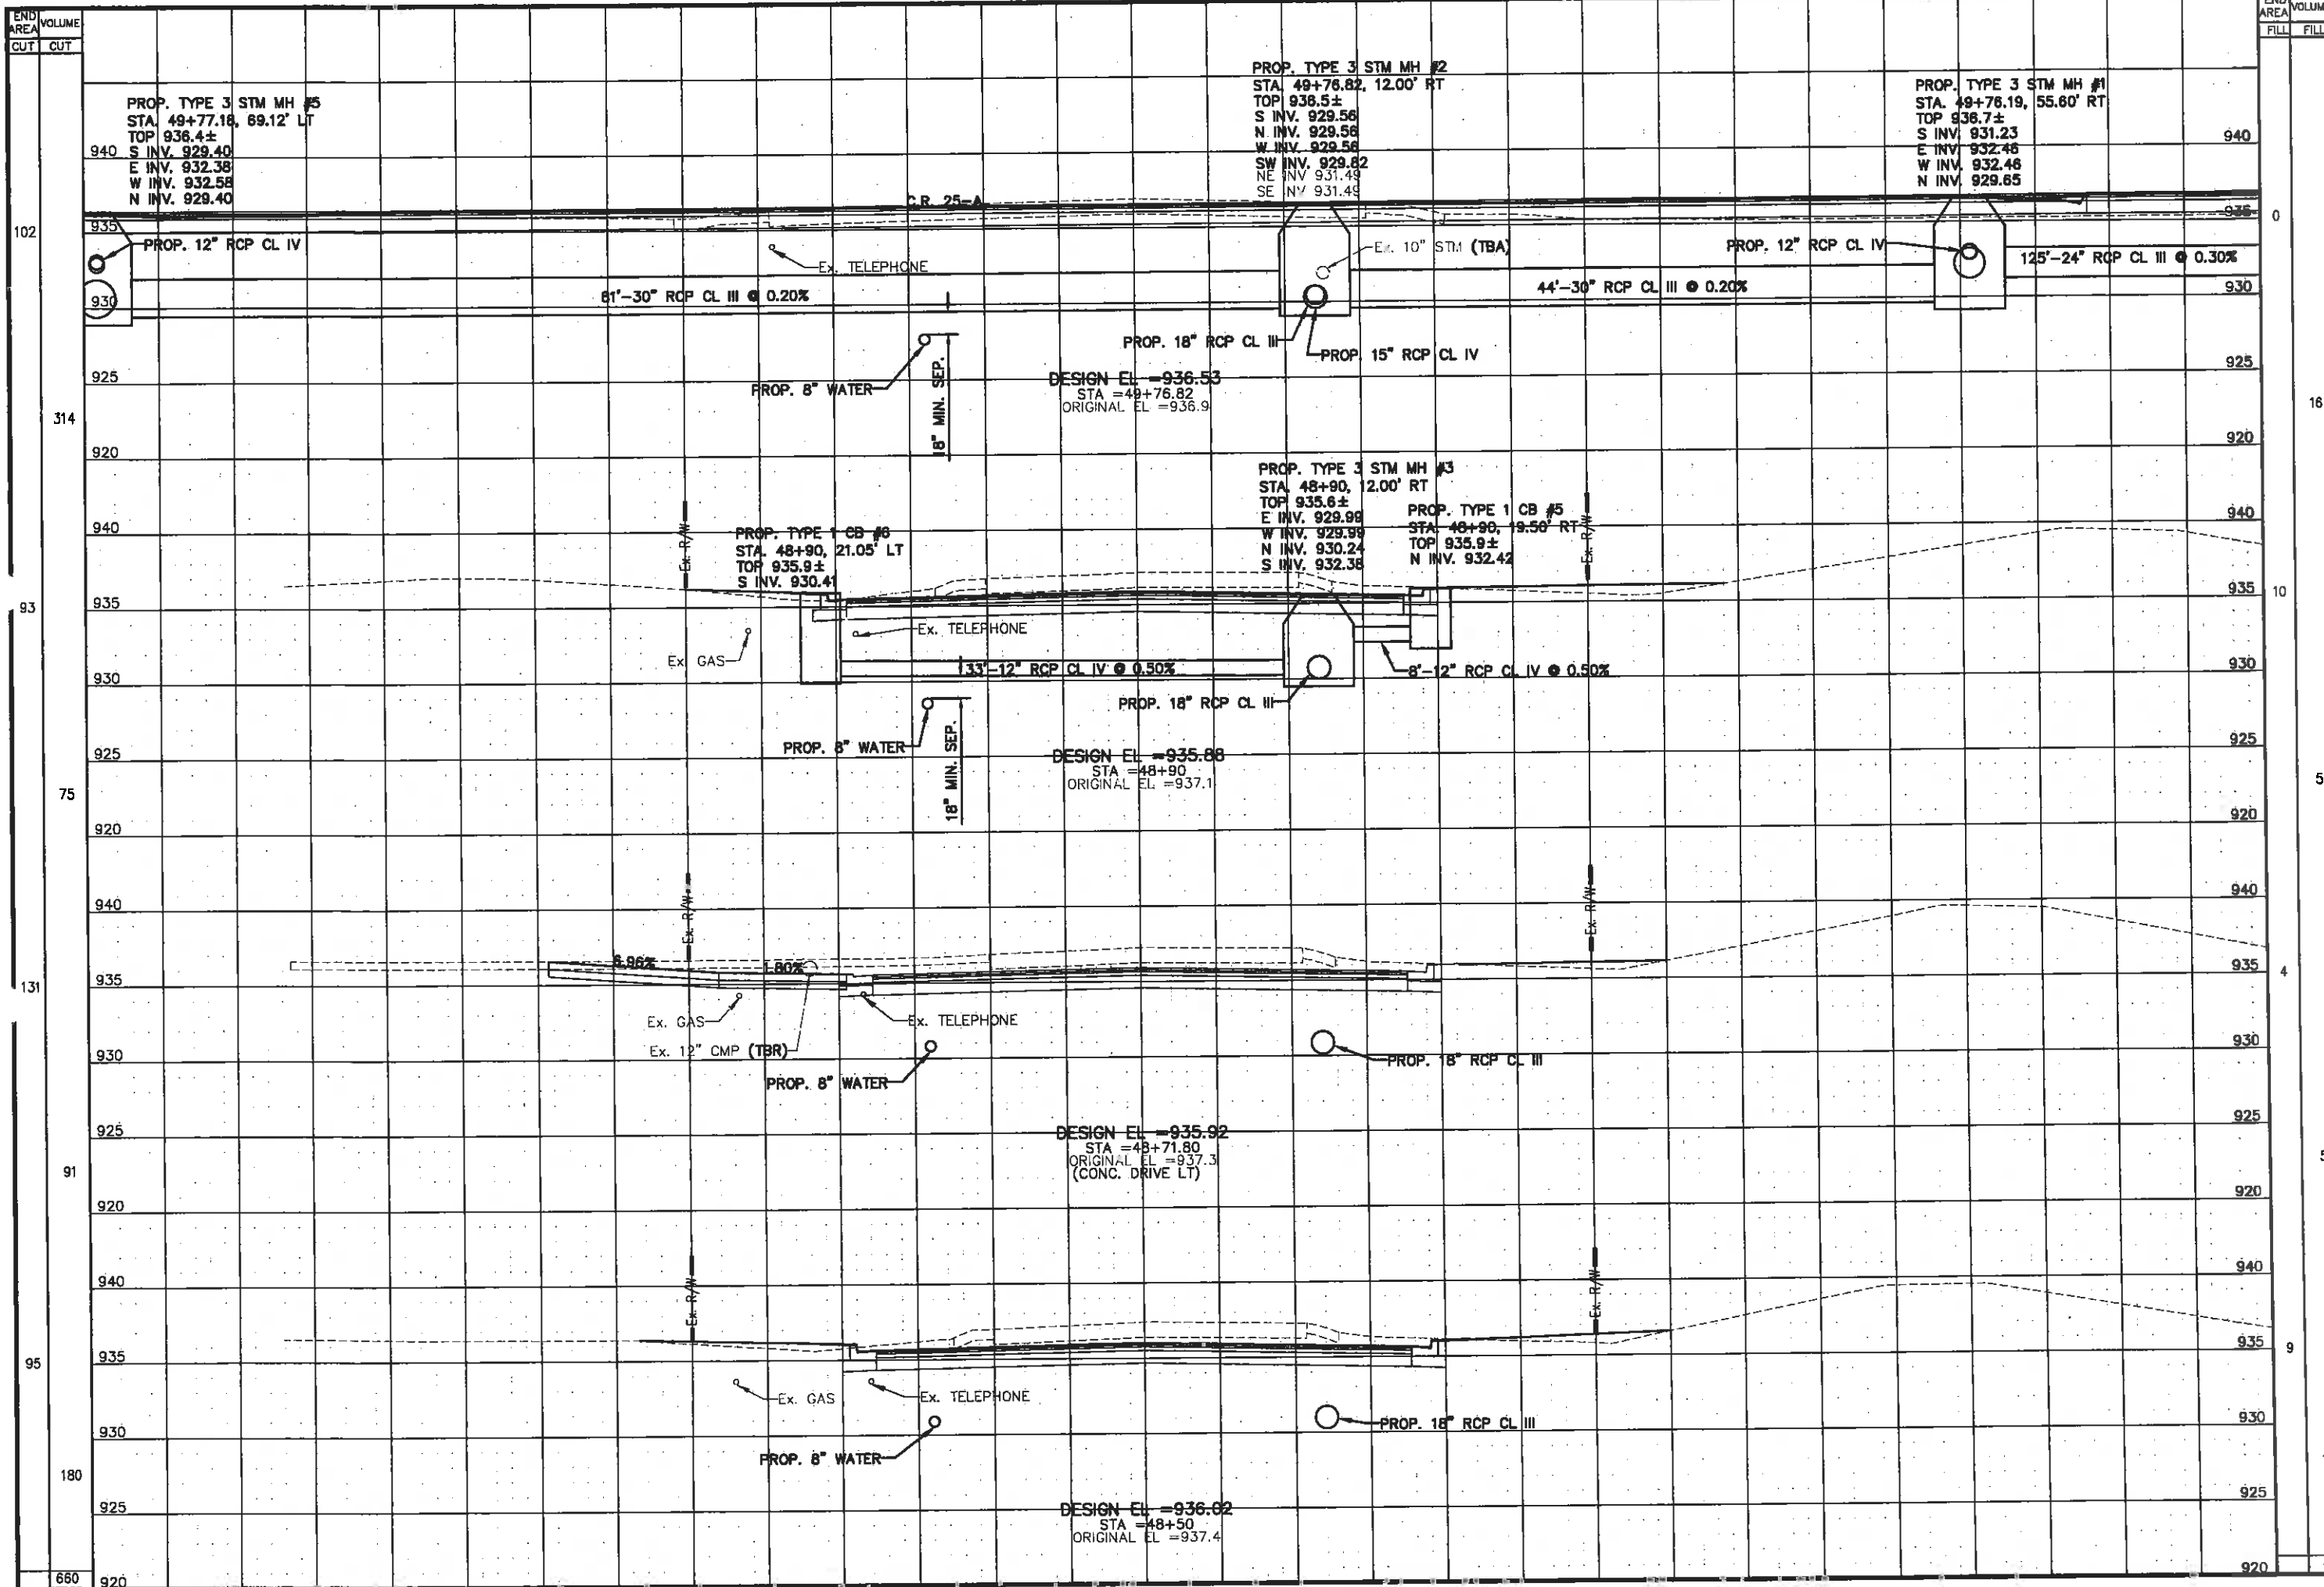 END AREA
VOLUME
CUT
CUT
END AREA
VOLUM
FILL
FILL
PROP. TYPE 3 STM MH #5
STA. 49+77.18, 69.12' LT
TOP 936.4±
S INV. 929.40
E INV. 932.38
W INV. 932.58
N INV. 929.40
PROP. TYPE 3 STM MH #2
STA. 49+76.82, 12.00' RT
TOP 936.5±
S INV. 929.56
N INV. 929.56
W INV. 929.56
SW INV. 929.82
NE INV 931.49
SE INV 931.49
PROP. TYPE 3 STM MH #1
STA. 49+76.19, 55.60' RT
TOP 936.7±
S INV. 931.23
E INV. 932.46
W INV. 932.46
N INV. 929.65
940
940
C.R. 25-A
102
935
935
0
PROP. 12" RCP CL IV
Ex. TELEPHONE
Ex. 10" STM (TBA)
PROP. 12" RCP CL IV
125'-24" RCP CL III @ 0.30%
930
81'-30" RCP CL III @ 0.20%
44'-30" RCP CL III @ 0.20%
930
PROP. 18" RCP CL III
PROP. 15" RCP CL IV
925
925
PROP. 8" WATER
18" MIN. SEP.
DESIGN EL =936.53
STA =49+76.82
ORIGINAL EL =936.9
314
16
920
920
PROP. TYPE 3 STM MH #3
STA. 48+90, 12.00' RT
TOP 935.6±
E INV. 929.99
W INV. 929.99
N INV. 930.24
S INV. 932.38
PROP. TYPE 1 CB #5
STA. 48+90, 19.50' RT
TOP 935.9±
N INV. 932.42
PROP. TYPE 1 CB #6
STA. 48+90, 21.05' LT
TOP 935.9±
S INV. 930.41
940
940
Ex. R/W
Ex. R/W
93
935
935
10
Ex. GAS
Ex. TELEPHONE
930
33'-12" RCP CL IV @ 0.50%
8'-12" RCP CL IV @ 0.50%
930
PROP. 18" RCP CL III
PROP. 8" WATER
18" MIN. SEP.
925
925
DESIGN EL =935.88
STA =48+90
ORIGINAL EL =937.1
75
5
920
920
940
940
Ex. R/W
Ex. R/W
6.96%
1.80%
131
935
935
4
Ex. GAS
Ex. TELEPHONE
Ex. 12" CMP (TBR)
930
930
PROP. 18" RCP CL III
PROP. 8" WATER
925
925
DESIGN EL =935.92
STA =48+71.80
ORIGINAL EL =937.3
(CONC. DRIVE LT)
91
5
920
920
940
940
Ex. R/W
Ex. R/W
95
935
935
9
Ex. GAS
Ex. TELEPHONE
930
930
PROP. 18" RCP CL III
PROP. 8" WATER
180
925
925
DESIGN EL =936.02
STA =48+50
ORIGINAL EL =937.4
660
920
920